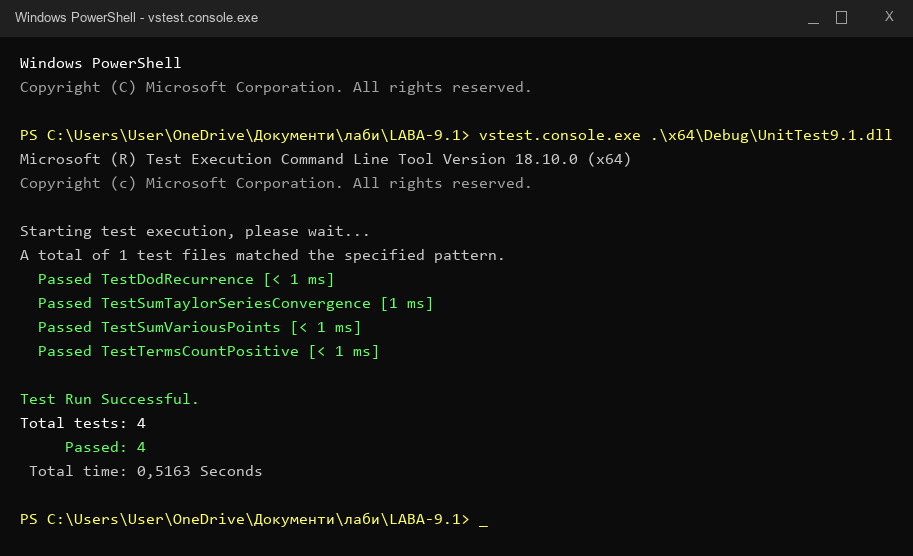 Windows PowerShell - vstest.console.exe
Windows PowerShell
Copyright (C) Microsoft Corporation. All rights reserved.
PS C:\Users\User\OneDrive\Документи\лаби\LABA-9.1> vstest.console.exe .\x64\Debug\UnitTest9.1.dll
Microsoft (R) Test Execution Command Line Tool Version 18.10.0 (x64)
Copyright (c) Microsoft Corporation. All rights reserved.
Starting test execution, please wait...
A total of 1 test files matched the specified pattern.
Passed TestDodRecurrence [< 1 ms]
Passed TestSumTaylorSeriesConvergence [1 ms]
Passed TestSumVariousPoints [< 1 ms]
Passed TestTermsCountPositive [< 1 ms]
Test Run Successful.
Total tests: 4
Passed: 4
Total time: 0,5163 Seconds
PS C:\Users\User\OneDrive\Документи\лаби\LABA-9.1> _